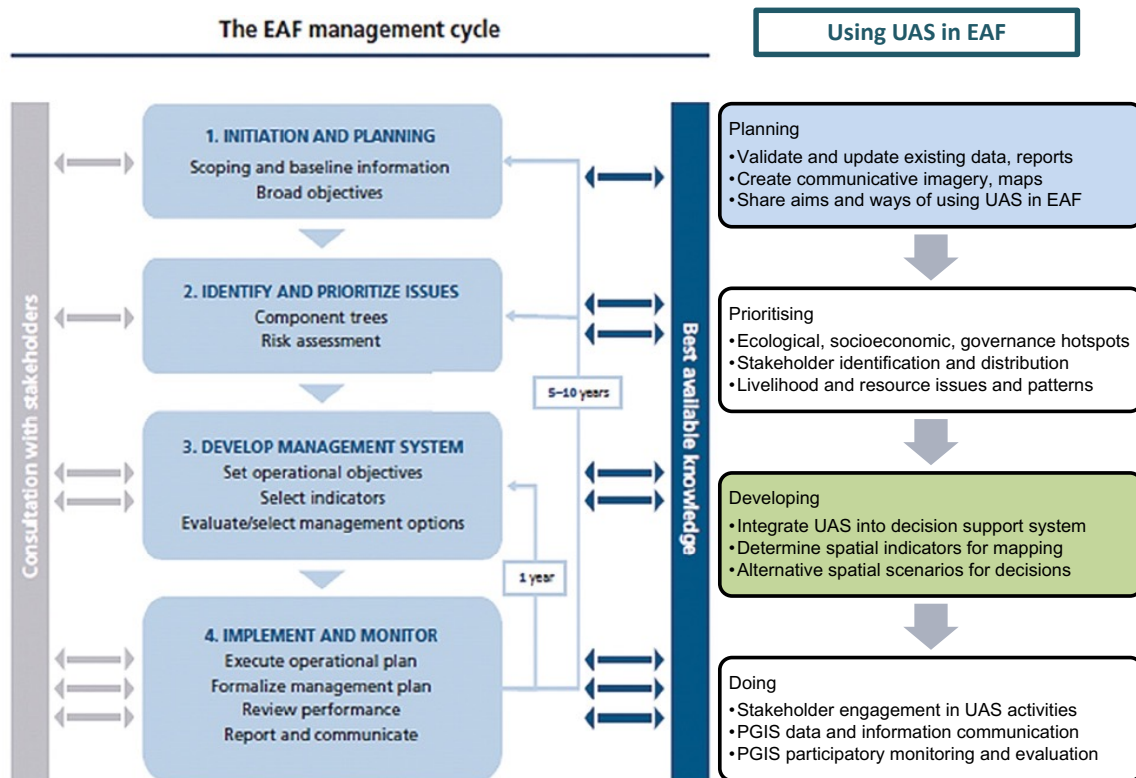 The EAF management cycle
Using UAS in EAF
Consultation with stakeholders
1. INITIATION AND PLANNING
Scoping and baseline information
Broad objectives
2. IDENTIFY AND PRIORITIZE ISSUES
Component trees
Risk assessment
3. DEVELOP MANAGEMENT SYSTEM
Set operational objectives
Select indicators
Evaluate/select management options
4. IMPLEMENT AND MONITOR
Execute operational plan
Formalize management plan
Review performance
Report and communicate
1 year
5–10 years
Best available knowledge
Planning
•Validate and update existing data, reports
•Create communicative imagery, maps
•Share aims and ways of using UAS in EAF
Prioritising
•Ecological, socioeconomic, governance hotspots
•Stakeholder identification and distribution
•Livelihood and resource issues and patterns
Developing
•Integrate UAS into decision support system
•Determine spatial indicators for mapping
•Alternative spatial scenarios for decisions
Doing
•Stakeholder engagement in UAS activities
•PGIS data and information communication
•PGIS participatory monitoring and evaluation